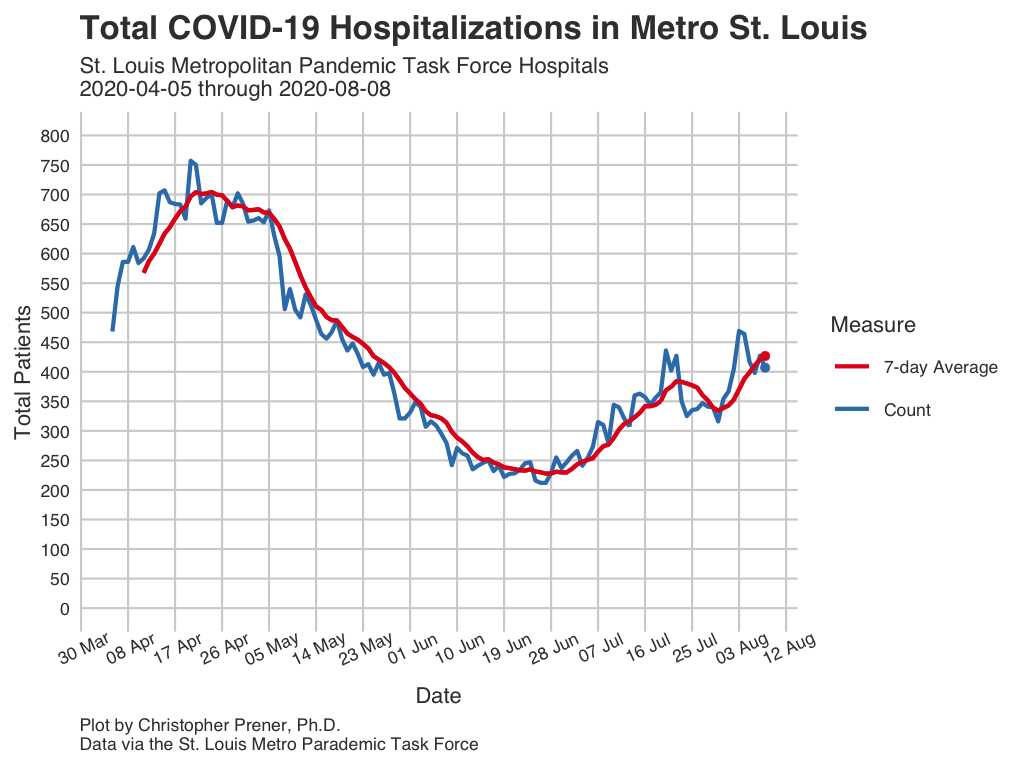 Total COVID-19 Hospitalizations in Metro St. Louis
St. Louis Metropolitan Pandemic Task Force Hospitals
2020-04-05 through 2020-08-08
Total Patients
800
750
700
650
600
550
500
450
400
350
300
250
200
150
100
50
0
30 Mar
08 Apr
17 Apr
26 Apr
05 May
14 May
23 May
01 Jun
10 Jun
19 Jun
28 Jun
07 Jul
16 Jul
25 Jul
03 Aug
12 Aug
Date
Measure
7-day Average
Count
Plot by Christopher Prener, Ph.D.
Data via the St. Louis Metro Parademic Task Force